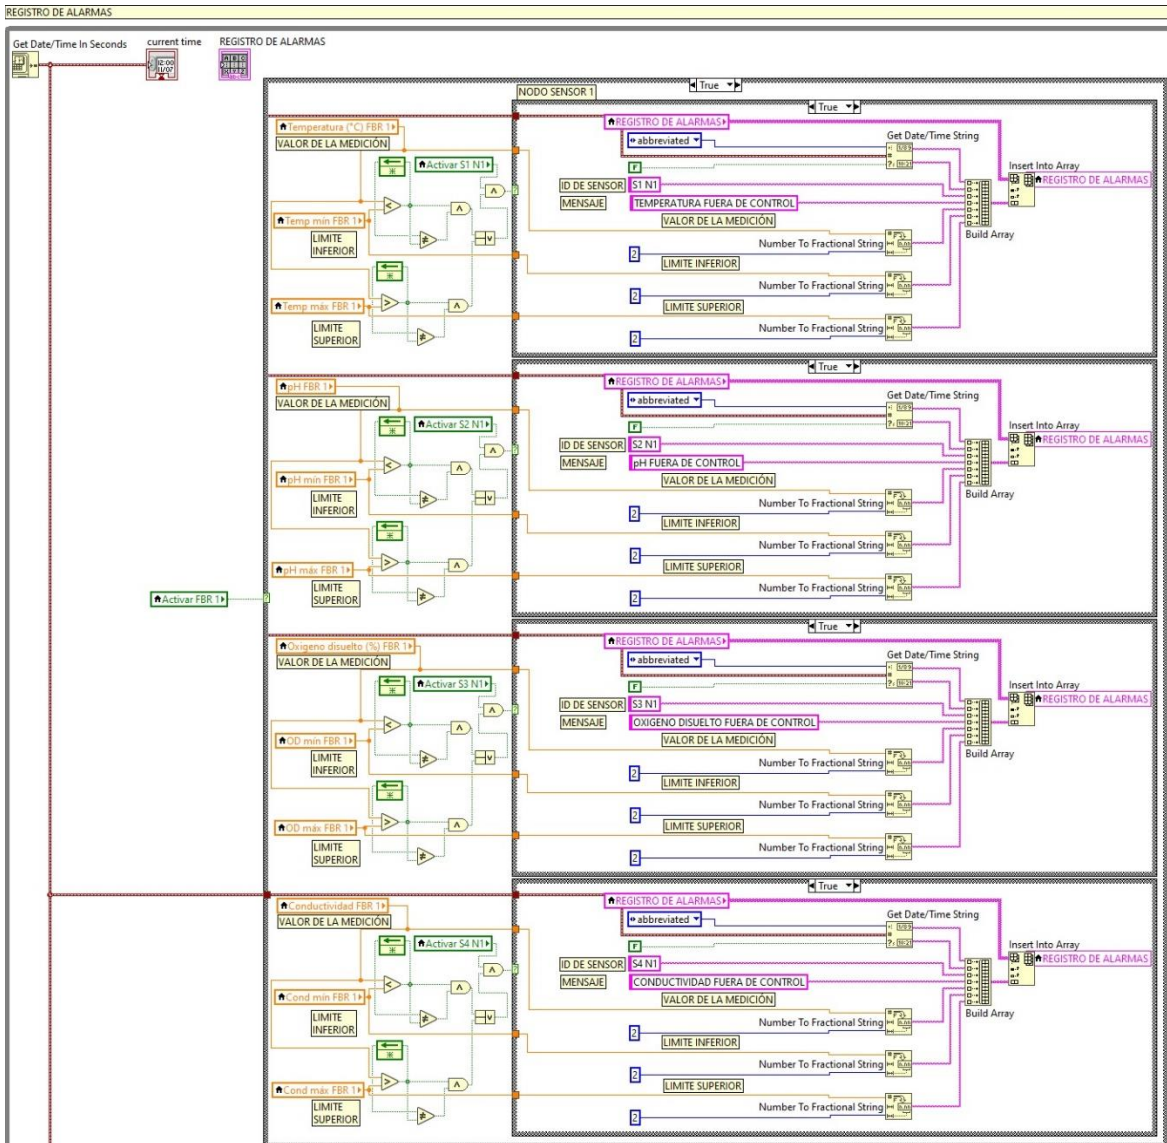 REGISTRO DE ALARMAS
Get Date/Time In Seconds
current time
REGISTRO DE ALARMAS
True
NODO SENSOR 1
True
Temperatura (°C) FBR 1
VALOR DE LA MEDICIÓN
Activar S1 N1
Temp mín FBR 1
LIMITE
INFERIOR
Temp máx FBR 1
LIMITE
SUPERIOR
REGISTRO DE ALARMAS
abbreviated
Get Date/Time String
F
ID DE SENSOR
S1 N1
MENSAJE
TEMPERATURA FUERA DE CONTROL
Insert Into Array
REGISTRO DE ALARMAS
Build Array
VALOR DE LA MEDICIÓN
Number To Fractional String
2
LIMITE INFERIOR
Number To Fractional String
2
LIMITE SUPERIOR
Number To Fractional String
2
True
pH FBR 1
VALOR DE LA MEDICIÓN
Activar S2 N1
pH mín FBR 1
LIMITE
INFERIOR
pH máx FBR 1
LIMITE
SUPERIOR
REGISTRO DE ALARMAS
abbreviated
Get Date/Time String
F
ID DE SENSOR
S2 N1
MENSAJE
pH FUERA DE CONTROL
Insert Into Array
REGISTRO DE ALARMAS
Build Array
VALOR DE LA MEDICIÓN
Number To Fractional String
2
LIMITE INFERIOR
Number To Fractional String
2
LIMITE SUPERIOR
Number To Fractional String
2
Activar FBR 1
True
Oxigeno disuelto (%) FBR 1
VALOR DE LA MEDICIÓN
Activar S3 N1
OD mín FBR 1
LIMITE
INFERIOR
OD máx FBR 1
LIMITE
SUPERIOR
REGISTRO DE ALARMAS
abbreviated
Get Date/Time String
F
ID DE SENSOR
S3 N1
MENSAJE
OXIGENO DISUELTO FUERA DE CONTROL
Insert Into Array
REGISTRO DE ALARMAS
Build Array
VALOR DE LA MEDICIÓN
Number To Fractional String
2
LIMITE INFERIOR
Number To Fractional String
2
LIMITE SUPERIOR
Number To Fractional String
2
True
Conductividad FBR 1
VALOR DE LA MEDICIÓN
Activar S4 N1
Cond mín FBR 1
LIMITE
INFERIOR
Cond máx FBR 1
LIMITE
SUPERIOR
REGISTRO DE ALARMAS
abbreviated
Get Date/Time String
F
ID DE SENSOR
S4 N1
MENSAJE
CONDUCTIVIDAD FUERA DE CONTROL
Insert Into Array
REGISTRO DE ALARMAS
Build Array
VALOR DE LA MEDICIÓN
Number To Fractional String
2
LIMITE INFERIOR
Number To Fractional String
2
LIMITE SUPERIOR
Number To Fractional String
2